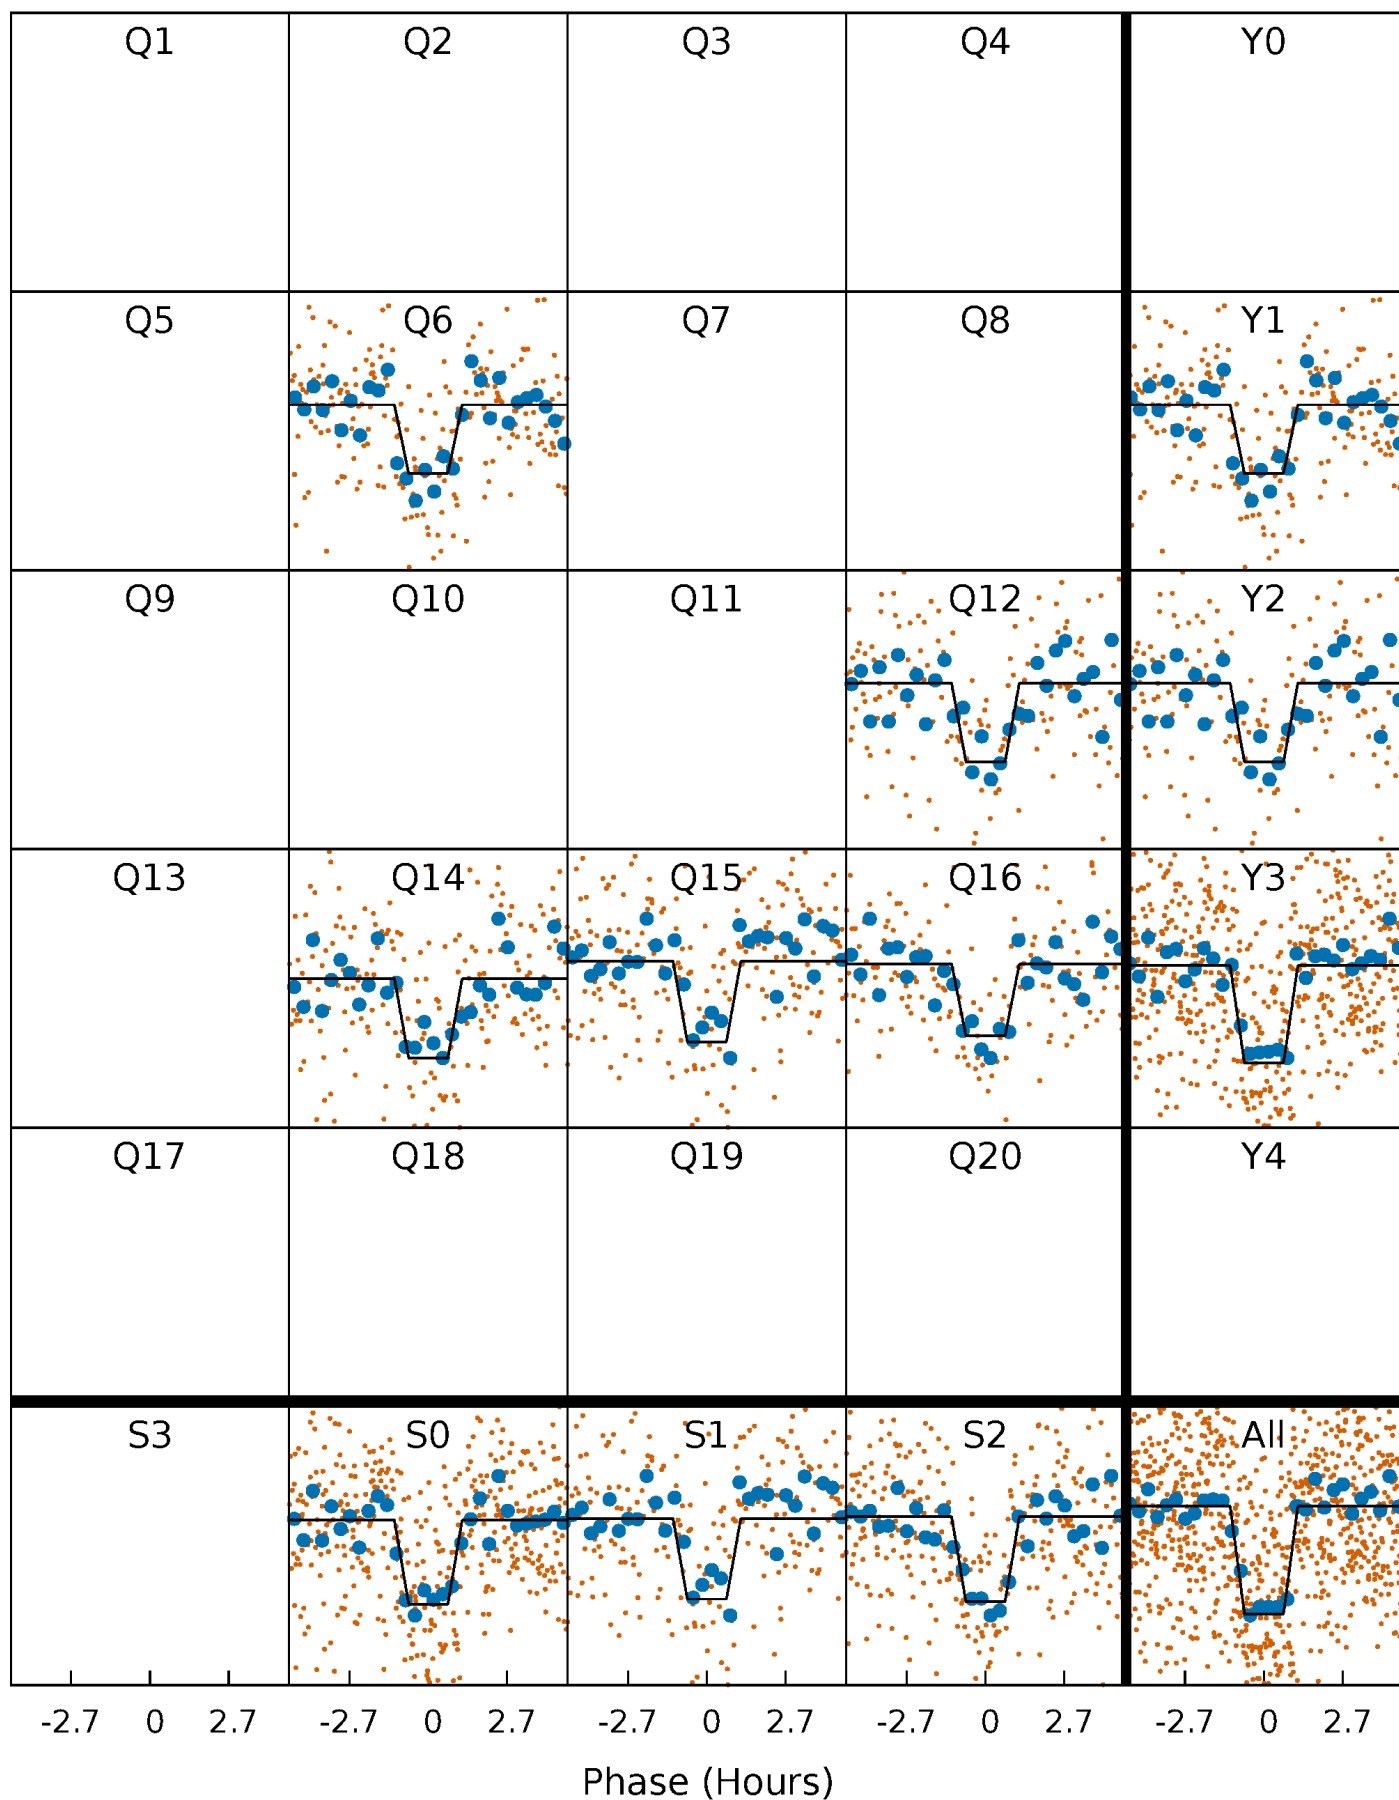 Q1 Q2 Q3 Q4 Y0
Q5 Q6 Q7 Q8 Y1
Q9 Q10 Q11 Q12 Y2
Q13 Q14 Q15 Q16 Y3
Q17 Q18 Q19 Q20 Y4
S3 S0 S1 S2 All
-2.7 0 2.7 -2.7 0 2.7 -2.7 0 2.7 -2.7 0 2.7 -2.7 0 2.7
Phase (Hours)